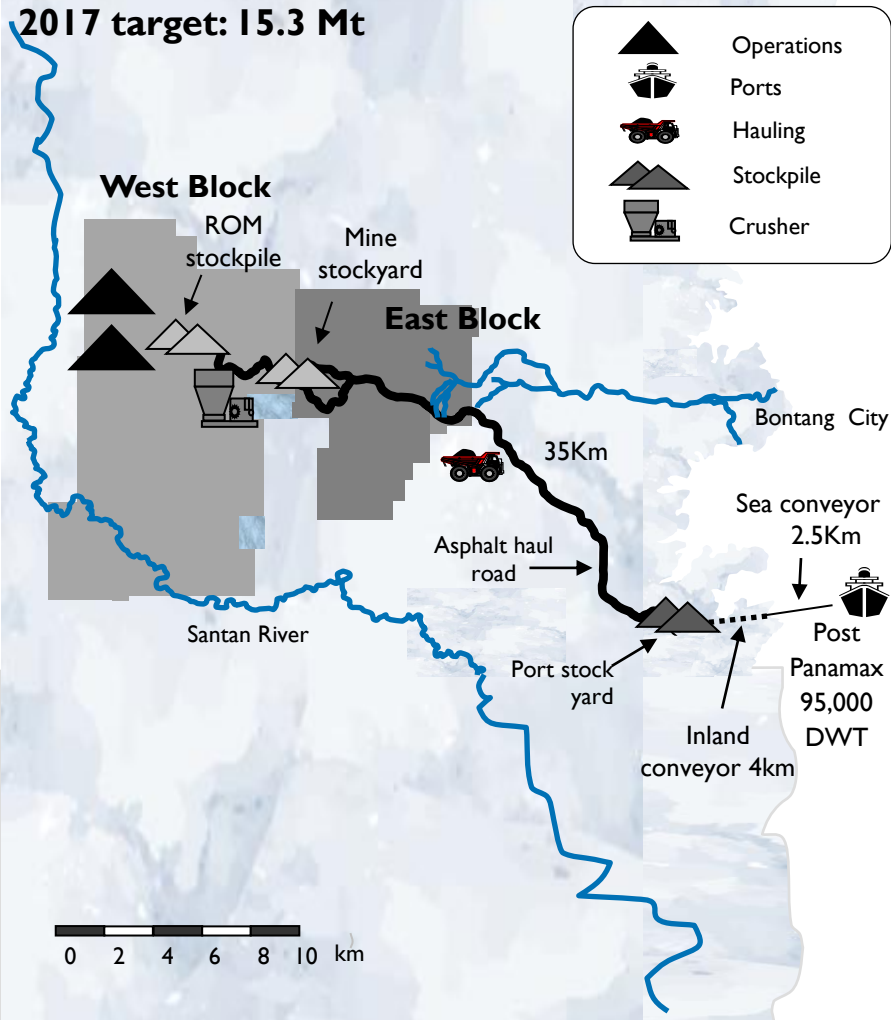 2017 target: 15.3 Mt
Operations
Ports
Hauling
Stockpile
Crusher
West Block
ROM
stockpile
Mine
stockyard
East Block
Bontang City
35Km
Sea conveyor
2.5Km
Asphalt haul
road
Santan River
Port stock
yard
Post
Panamax
95,000
DWT
Inland
conveyor 4km
0 2 4 6 8 10 km